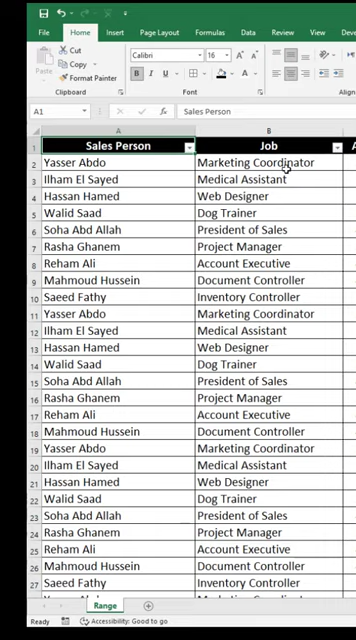 File Home Insert Page Layout Formulas Data Review View
Cut
Copy
Format Painter
Paste
Clipboard
Calibri 16 A A
B I U A
Font
A1 fx Sales Person
A B
1 Sales Person Job
2 Yasser Abdo Marketing Coordinator
3 Ilham El Sayed Medical Assistant
4 Hassan Hamed Web Designer
5 Walid Saad Dog Trainer
6 Soha Abd Allah President of Sales
7 Rasha Ghanem Project Manager
8 Reham Ali Account Executive
9 Mahmoud Hussein Document Controller
10 Saeed Fathy Inventory Controller
11 Yasser Abdo Marketing Coordinator
12 Ilham El Sayed Medical Assistant
13 Hassan Hamed Web Designer
14 Walid Saad Dog Trainer
15 Soha Abd Allah President of Sales
16 Rasha Ghanem Project Manager
17 Reham Ali Account Executive
18 Mahmoud Hussein Document Controller
19 Yasser Abdo Marketing Coordinator
20 Ilham El Sayed Medical Assistant
21 Hassan Hamed Web Designer
22 Walid Saad Dog Trainer
23 Soha Abd Allah President of Sales
24 Rasha Ghanem Project Manager
25 Reham Ali Account Executive
26 Mahmoud Hussein Document Controller
27 Saeed Fathy Inventory Controller
Range
Ready Accessibility: Good to go